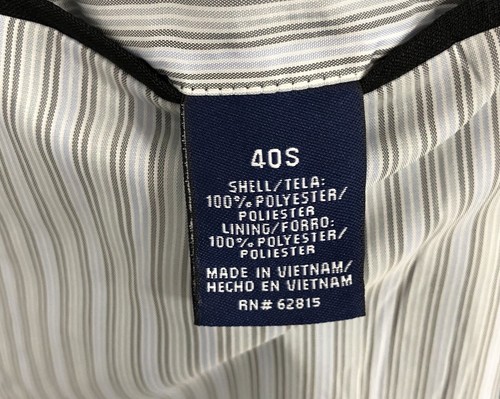 40S
SHELL/TELA:
100% POLYESTER/
POLIESTER
LINING/FORRO:
100% POLYESTER/
POLIESTER
MADE IN VIETNAM/
HECHO EN VIETNAM
RN# 62815